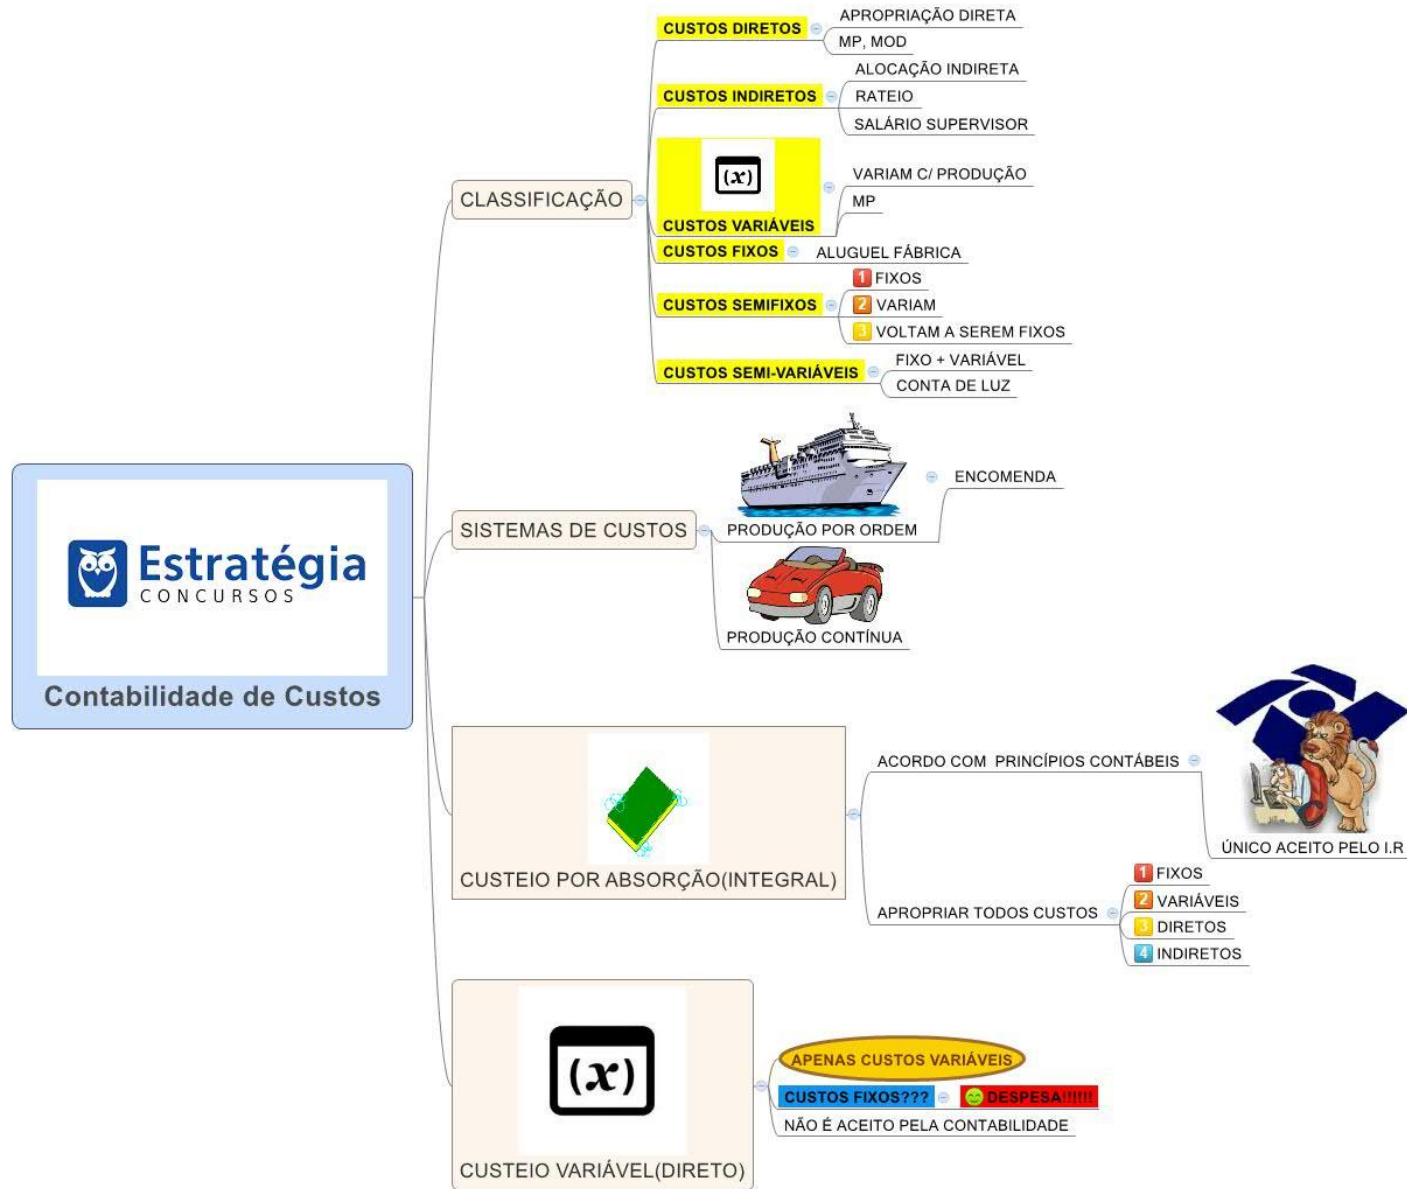 Estratégia
CONCURSOS
Contabilidade de Custos
CLASSIFICAÇÃO
CUSTOS DIRETOS
APROPRIAÇÃO DIRETA
MP, MOD
CUSTOS INDIRETOS
ALOCAÇÃO INDIRETA
RATEIO
SALÁRIO SUPERVISOR
(x)
CUSTOS VARIÁVEIS
VARIAM C/ PRODUÇÃO
MP
CUSTOS FIXOS
ALUGUEL FÁBRICA
CUSTOS SEMIFIXOS
1 FIXOS
2 VARIAM
3 VOLTAM A SEREM FIXOS
CUSTOS SEMI-VARIÁVEIS
FIXO + VARIÁVEL
CONTA DE LUZ
SISTEMAS DE CUSTOS
PRODUÇÃO POR ORDEM
ENCOMENDA
PRODUÇÃO CONTÍNUA
CUSTEIO POR ABSORÇÃO(INTEGRAL)
ACORDO COM PRINCÍPIOS CONTÁBEIS
ÚNICO ACEITO PELO I.R
APROPRIAR TODOS CUSTOS
1 FIXOS
2 VARIÁVEIS
3 DIRETOS
4 INDIRETOS
(x)
CUSTEIO VARIÁVEL(DIRETO)
APENAS CUSTOS VARIÁVEIS
CUSTOS FIXOS???
DESPESA!!!!!!
NÃO É ACEITO PELA CONTABILIDADE